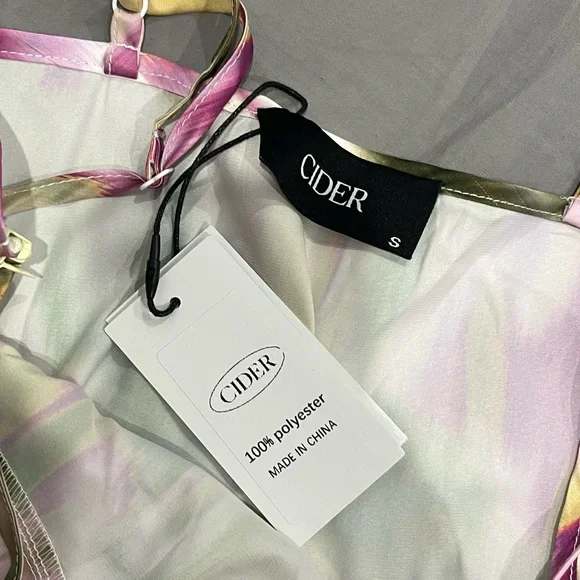 CIDER
S
CIDER
100% polyester
MADE IN CHINA